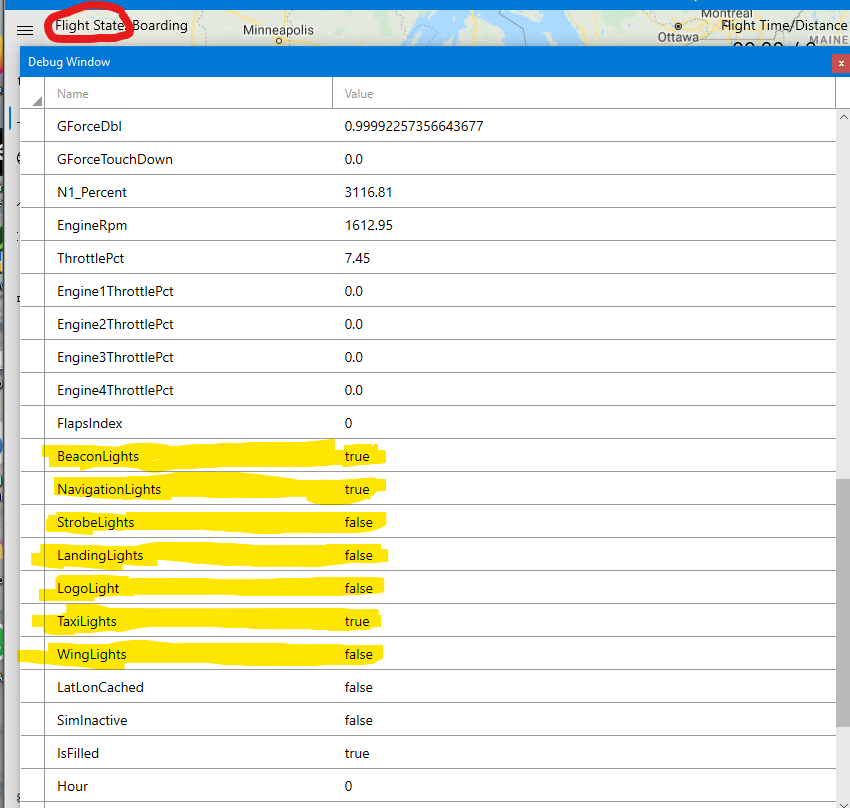 Montreal
Flight State: Boarding
Minneapolis
Flight Time/Distance
Ottawa
MAINE
Debug Window
x
Name Value
GForceDbl 0.99992257356643677
GForceTouchDown 0.0
N1_Percent 3116.81
EngineRpm 1612.95
ThrottlePct 7.45
Engine1ThrottlePct 0.0
Engine2ThrottlePct 0.0
Engine3ThrottlePct 0.0
Engine4ThrottlePct 0.0
FlapsIndex 0
BeaconLights true
NavigationLights true
StrobeLights false
LandingLights false
LogoLight false
TaxiLights true
WingLights false
LatLonCached false
SimInactive false
IsFilled true
Hour 0